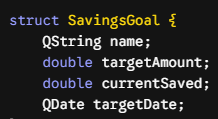 struct SavingsGoal {
    QString name;
    double targetAmount;
    double currentSaved;
    QDate targetDate;